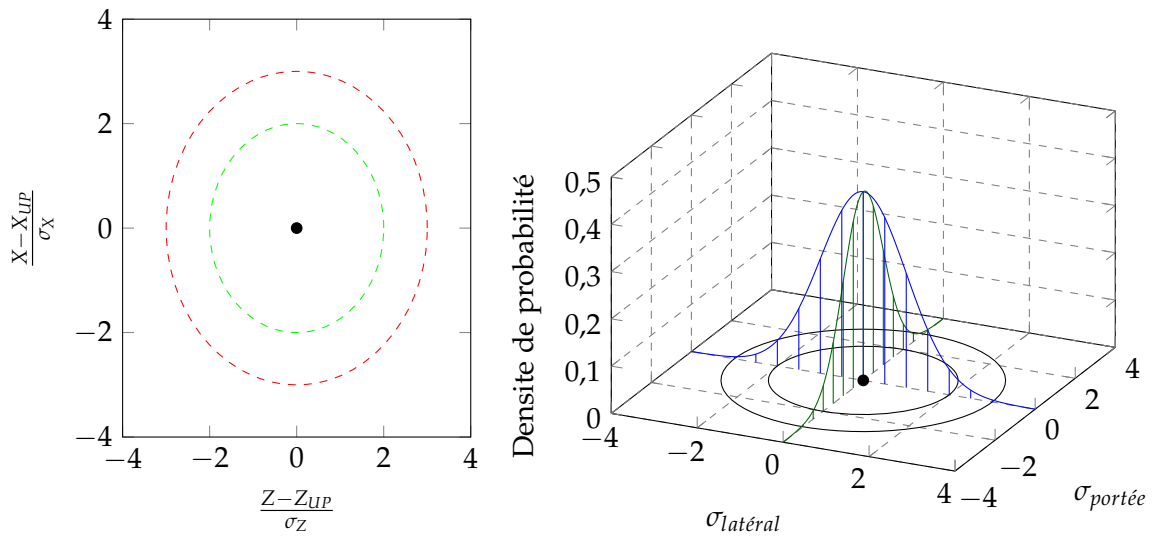 4
2
0
−2
−4
−4 −2 0 2 4
X−X_UP
σ_X
Z−Z_UP
σ_Z
Densite de probabilité
0,5
0,4
0,3
0,2
0,1
0
−4
−2
0
2
4
−4
−2
0
2
4
σ_latéral
σ_portée